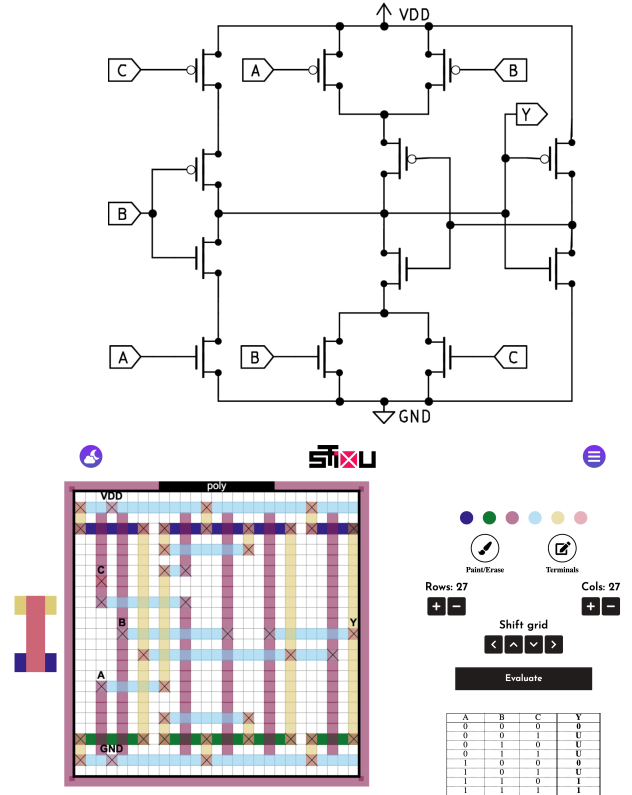 VDD
C
A
B
Y
B
A
B
C
GND
STIXU
poly
VDD
C
B
Y
A
GND
Paint/Erase
Terminals
Rows: 27
Cols: 27
+ −
+ −
Shift grid
Evaluate
A B C Y
0 0 0 0
0 0 1 U
0 1 0 U
0 1 1 U
1 0 0 0
1 0 1 U
1 1 0 1
1 1 1 1